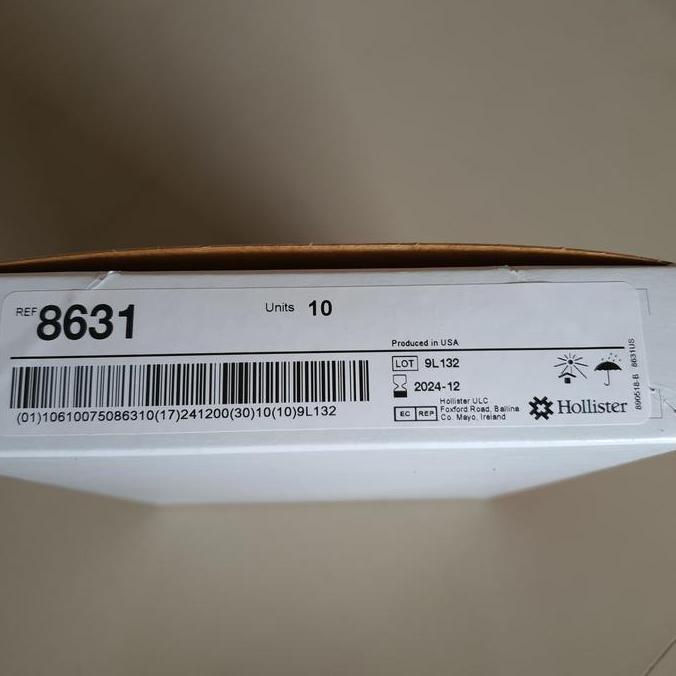 REF 8631
Units 10
Produced in USA
(01)10610075086310(17)241200(30)10(10)9L132
LOT 9L132
2024-12
EC REP
Hollister ULC
Foxford Road, Ballina
Co. Mayo, Ireland
Hollister
890518-B 8631US